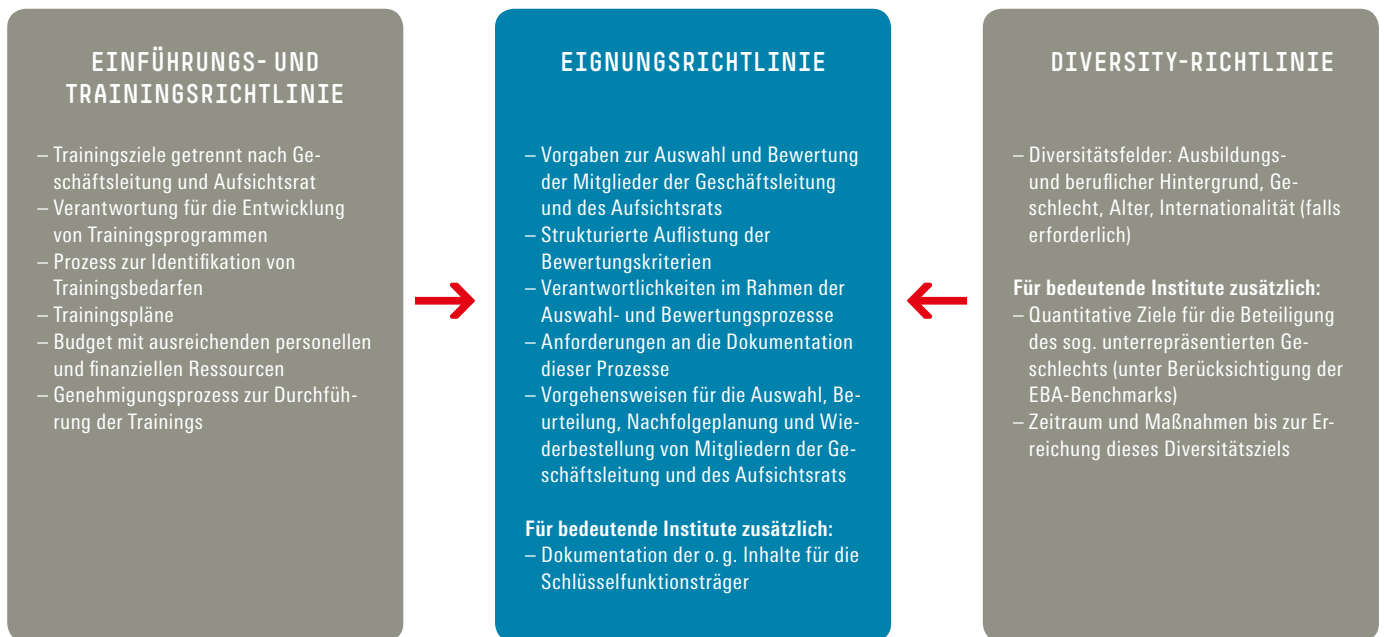 EINFÜHRUNGS- UND
TRAININGSRICHTLINIE
– Trainingsziele getrennt nach Ge-
schäftsleitung und Aufsichtsrat
– Verantwortung für die Entwicklung
von Trainingsprogrammen
– Prozess zur Identifikation von
Trainingsbedarfen
– Trainingspläne
– Budget mit ausreichenden personellen
und finanziellen Ressourcen
– Genehmigungsprozess zur Durchfüh-
rung der Trainings
EIGNUNGSRICHTLINIE
– Vorgaben zur Auswahl und Bewertung
der Mitglieder der Geschäftsleitung
und des Aufsichtsrats
– Strukturierte Auflistung der
Bewertungskriterien
– Verantwortlichkeiten im Rahmen der
Auswahl- und Bewertungsprozesse
– Anforderungen an die Dokumentation
dieser Prozesse
– Vorgehensweisen für die Auswahl, Be-
urteilung, Nachfolgeplanung und Wie-
derbestellung von Mitgliedern der Ge-
schäftsleitung und des Aufsichtsrats
Für bedeutende Institute zusätzlich:
– Dokumentation der o. g. Inhalte für die
Schlüsselfunktionsträger
DIVERSITY-RICHTLINIE
– Diversitätsfelder: Ausbildungs-
und beruflicher Hintergrund, Ge-
schlecht, Alter, Internationalität (falls
erforderlich)
Für bedeutende Institute zusätzlich:
– Quantitative Ziele für die Beteiligung
des sog. unterrepräsentierten Ge-
schlechts (unter Berücksichtigung der
EBA-Benchmarks)
– Zeitraum und Maßnahmen bis zur Er-
reichung dieses Diversitätsziels